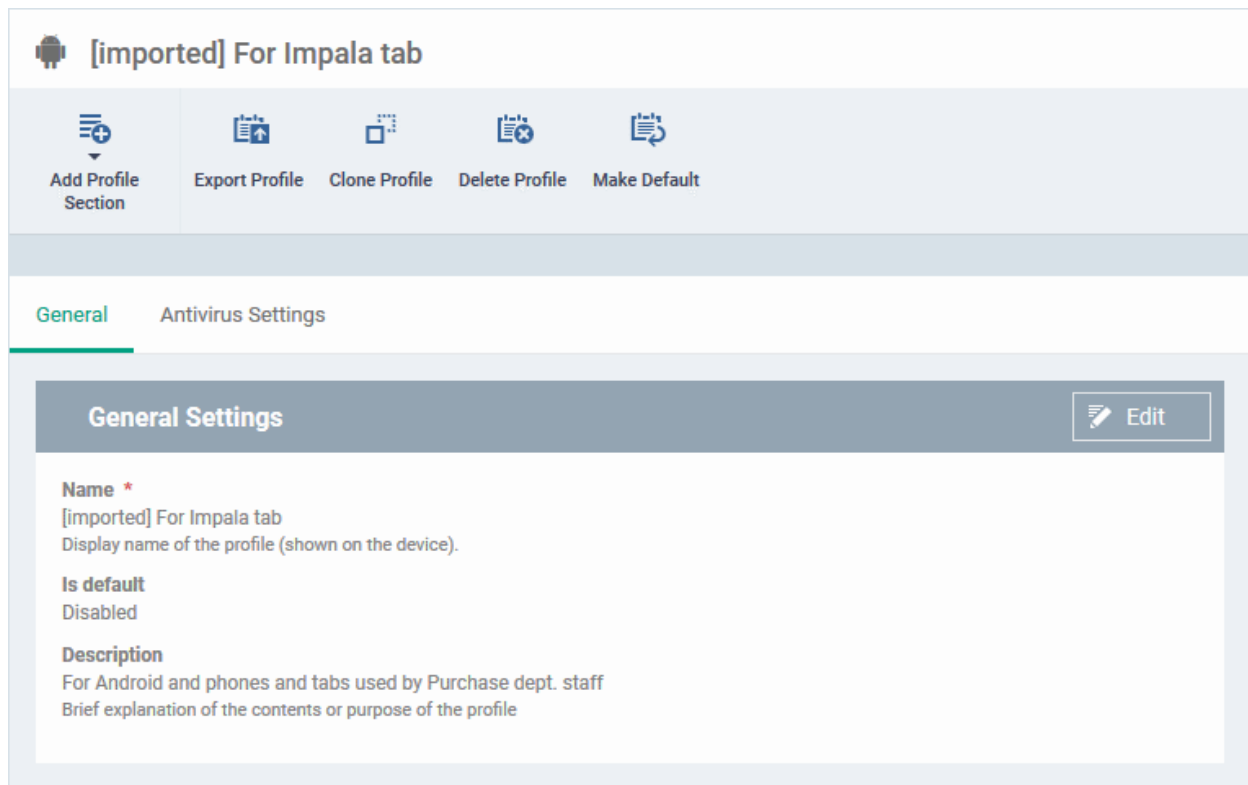 [imported] For Impala tab
Add Profile
Section
Export Profile
Clone Profile
Delete Profile
Make Default
General
Antivirus Settings
General Settings
Edit
Name *
[imported] For Impala tab
Display name of the profile (shown on the device).
Is default
Disabled
Description
For Android and phones and tabs used by Purchase dept. staff
Brief explanation of the contents or purpose of the profile